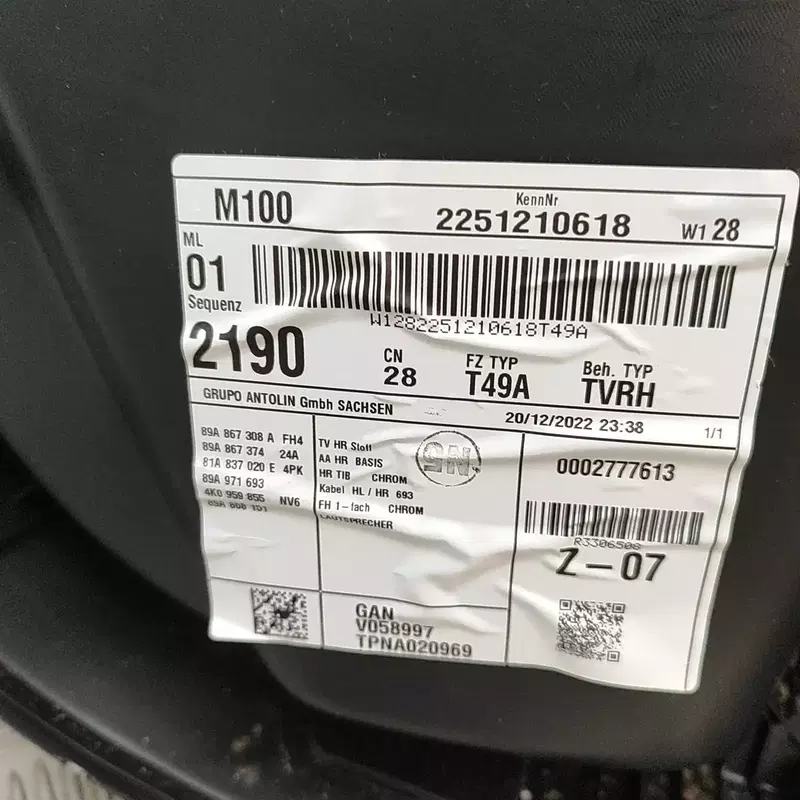 M100
KennNr
2251210618
W1 28
ML
01
Sequenz
2190
W1282251210618T49A
CN
28
FZ TYP
T49A
Beh. TYP
TVRH
GRUPO ANTOLIN Gmbh SACHSEN
20/12/2022 23:38
1/1
89A 867 308 A FH4
89A 867 374 24A
81A 837 020 E 4PK
89A 971 693
4K0 959 855 NV6
TV HR Stoff
AA HR BASIS
HR TIB CHROM
Kabel HL / HR 693
FH 1-fach CHROM
LAUTSPRECHER
0002777613
R3306508
Z-07
GAN
V058997
TPNA020969